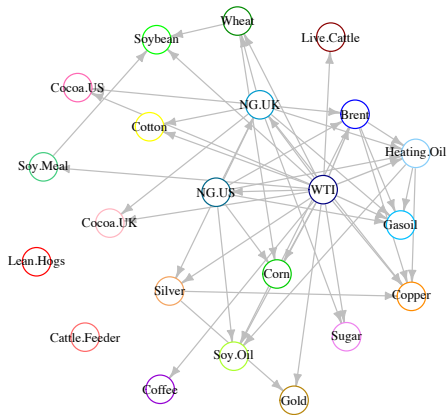 Wheat
Live.Cattle
Soybean
Cocoa.US
NG.UK
Brent
Cotton
Heating.Oil
Soy.Meal
NG.US
WTI
Cocoa.UK
Gasoil
Lean.Hogs
Corn
Silver
Copper
Cattle.Feeder
Sugar
Soy.Oil
Coffee
Gold